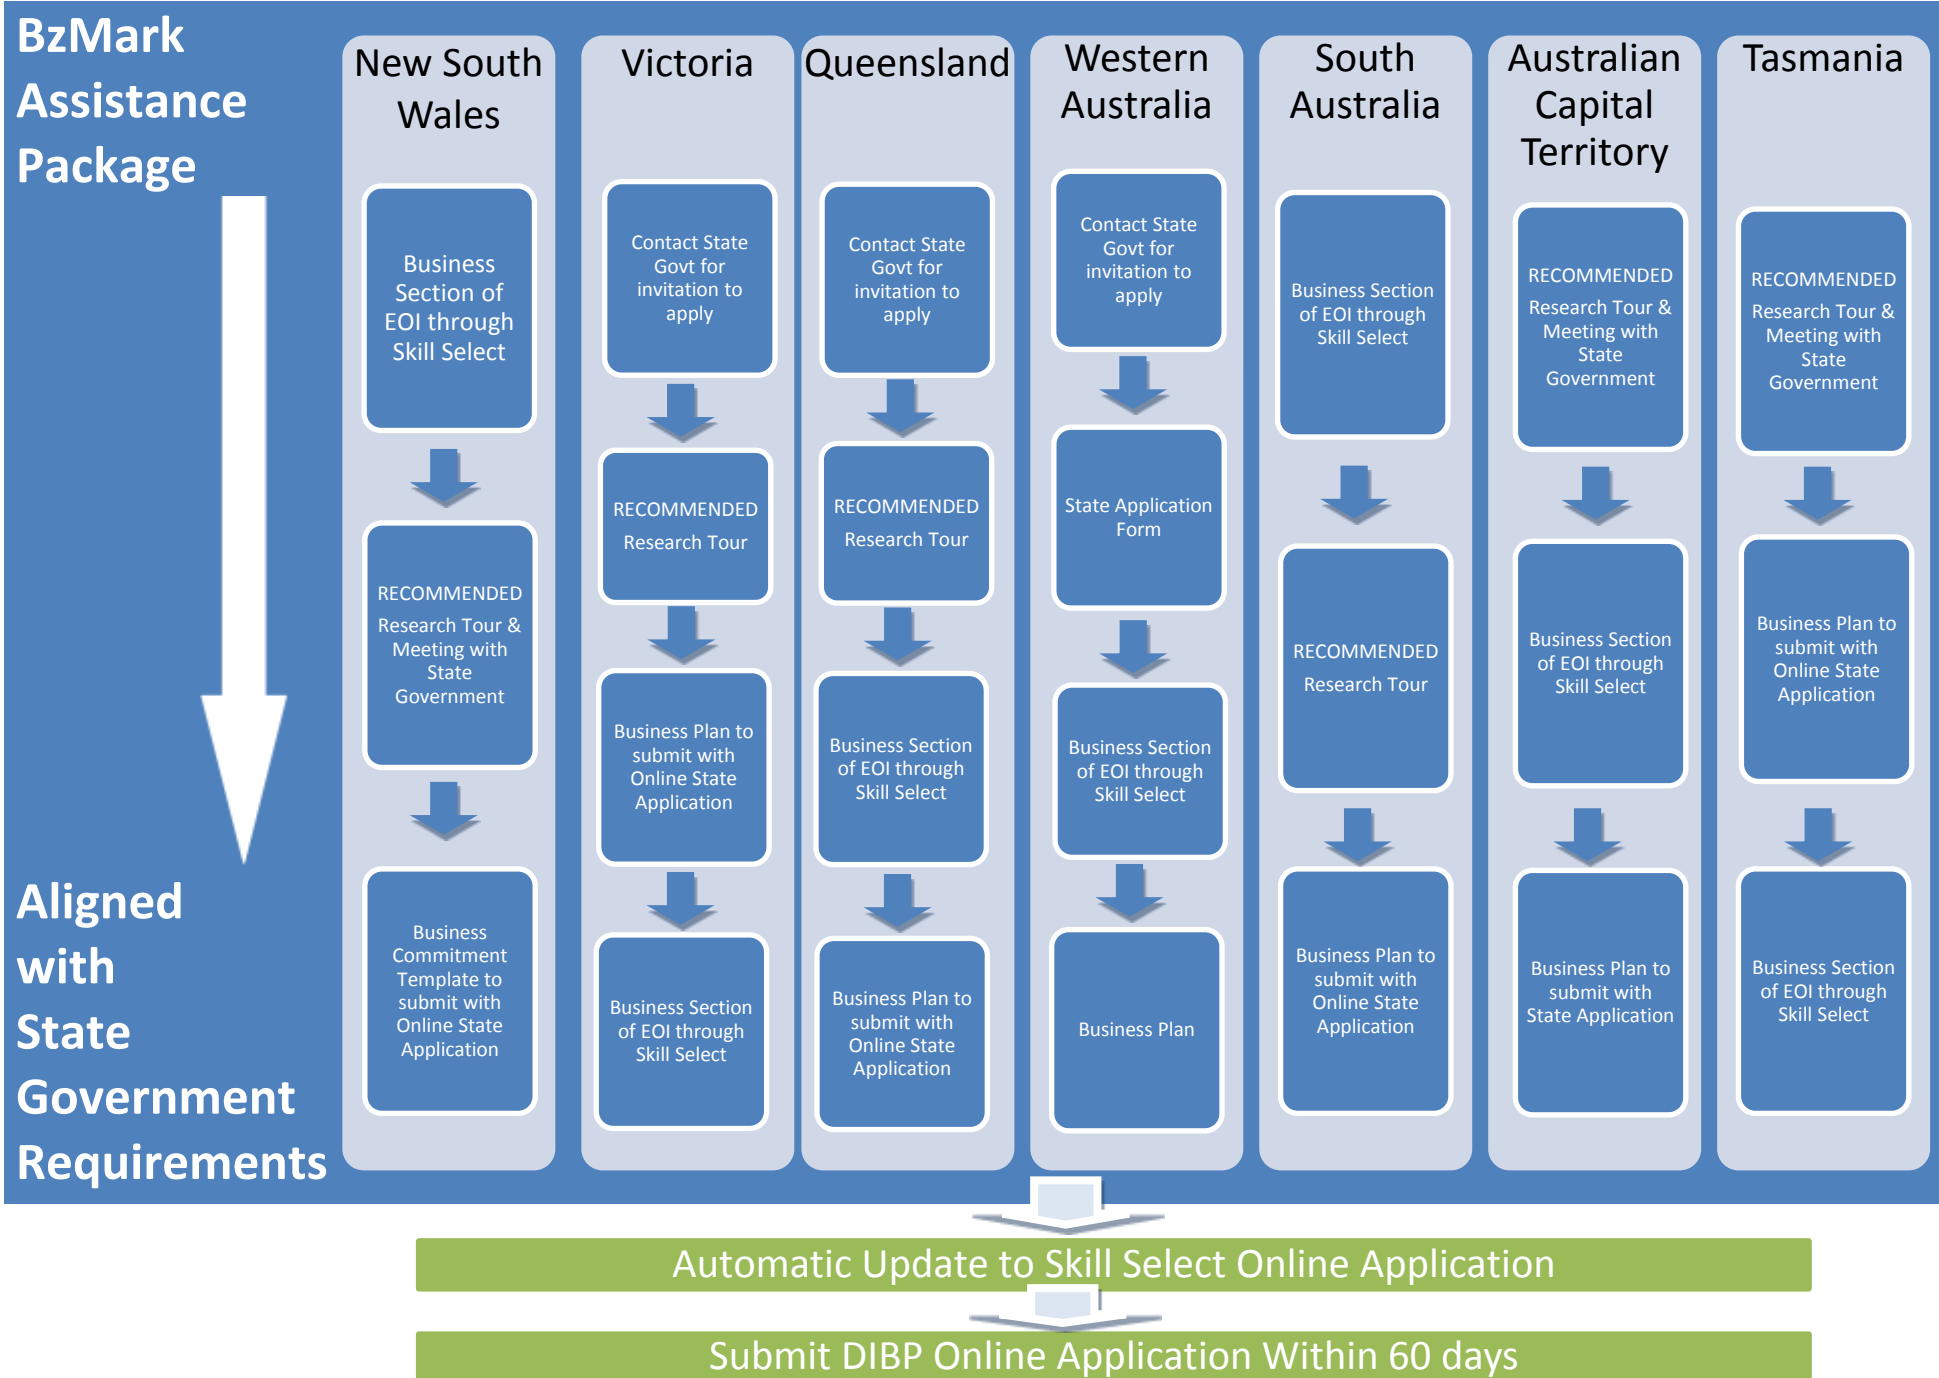 BzMark
Assistance
Package
Aligned
with
State
Government
Requirements
New South
Wales
Business
Section of
EOI through
Skill Select
RECOMMENDED
Research Tour &
Meeting with
State
Government
Business
Commitment
Template to
submit with
Online State
Application
Victoria
Contact State
Govt for
invitation to
apply
RECOMMENDED
Research Tour
Business Plan to
submit with
Online State
Application
Business Section
of EOI through
Skill Select
Queensland
Contact State
Govt for
invitation to
apply
RECOMMENDED
Research Tour
Business Section
of EOI through
Skill Select
Business Plan to
submit with
Online State
Application
Western
Australia
Contact State
Govt for
invitation to
apply
State Application
Form
Business Section
of EOI through
Skill Select
Business Plan
South
Australia
Business Section
of EOI through
Skill Select
RECOMMENDED
Research Tour
Business Plan to
submit with
Online State
Application
Australian
Capital
Territory
RECOMMENDED
Research Tour &
Meeting with
State
Government
Business Section
of EOI through
Skill Select
Business Plan to
submit with
State Application
Tasmania
RECOMMENDED
Research Tour &
Meeting with
State
Government
Business Plan to
submit with
Online State
Application
Business Section
of EOI through
Skill Select
Automatic Update to Skill Select Online Application
Submit DIBP Online Application Within 60 days